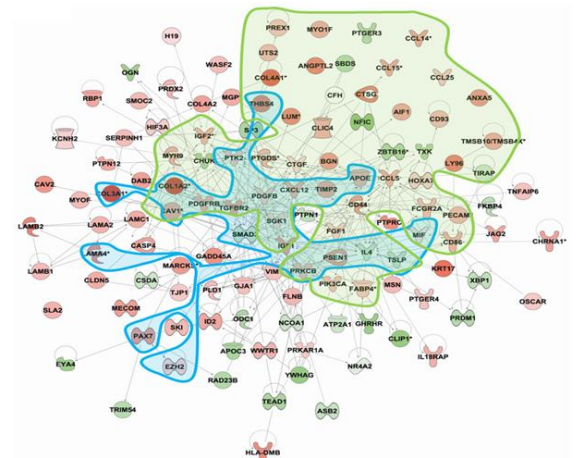 PREX1 MYO1F PTGER3 CCL14*
H19
UTS2
WASF2
ANGPTL2 SBDS CCL15*
OGN
PRDX2
COL4A1* CCL25
RBP1 SMOC2 COL4A2 MGP CTSG
THBS4 CFH
ANXA5
HIF3A LUM* AIF1 CD93
KCNH2 SERPINH1 IGF2* SP3 CLIC4 NFIC
TMSB10/TMSB4X*
MYH9 ZBTB16* TXK
PTPN12 CHUK PTK2 PTGDS* CTGF BGN LY96
TIRAP
DAB2 APOE CCL5 HOXA7
CAV2 COL3A1* COL1A2* CXCL12 TIMP2
MYOF PDGFRB PDGFB CD44 FCGR2A TNFAIP6
CAV1* TGFBR2 FKBP4
LAMC1 SGK1 PTPN1 PTPRC PECAM
LAMB2 LAMA2 SMAD FGF1 MIF CHRNA1*
CASP4 IGF1 IL4 CD86 JAG2
AMA4* GADD45A PSEN1 TSLP
LAMB1 MARCKS VIM PRKCB KRT17
CLDN5 CSDA TJP1 PLD1 GJA1* PIK3CA FABP4* MSN XBP1
FLNB PTGER4 OSCAR
SLA2 MECOM SKI ID2 ODC1 NCOA1 ATP2A1 GHRHR PRDM1
PAX7 CLIP1*
APOC3 WWTR1 PRKAR1A IL18RAP
EYA4 EZH2 NR4A2
RAD23B YWHAG
TRIM54 TEAD1 ASB2
HLA-DMB